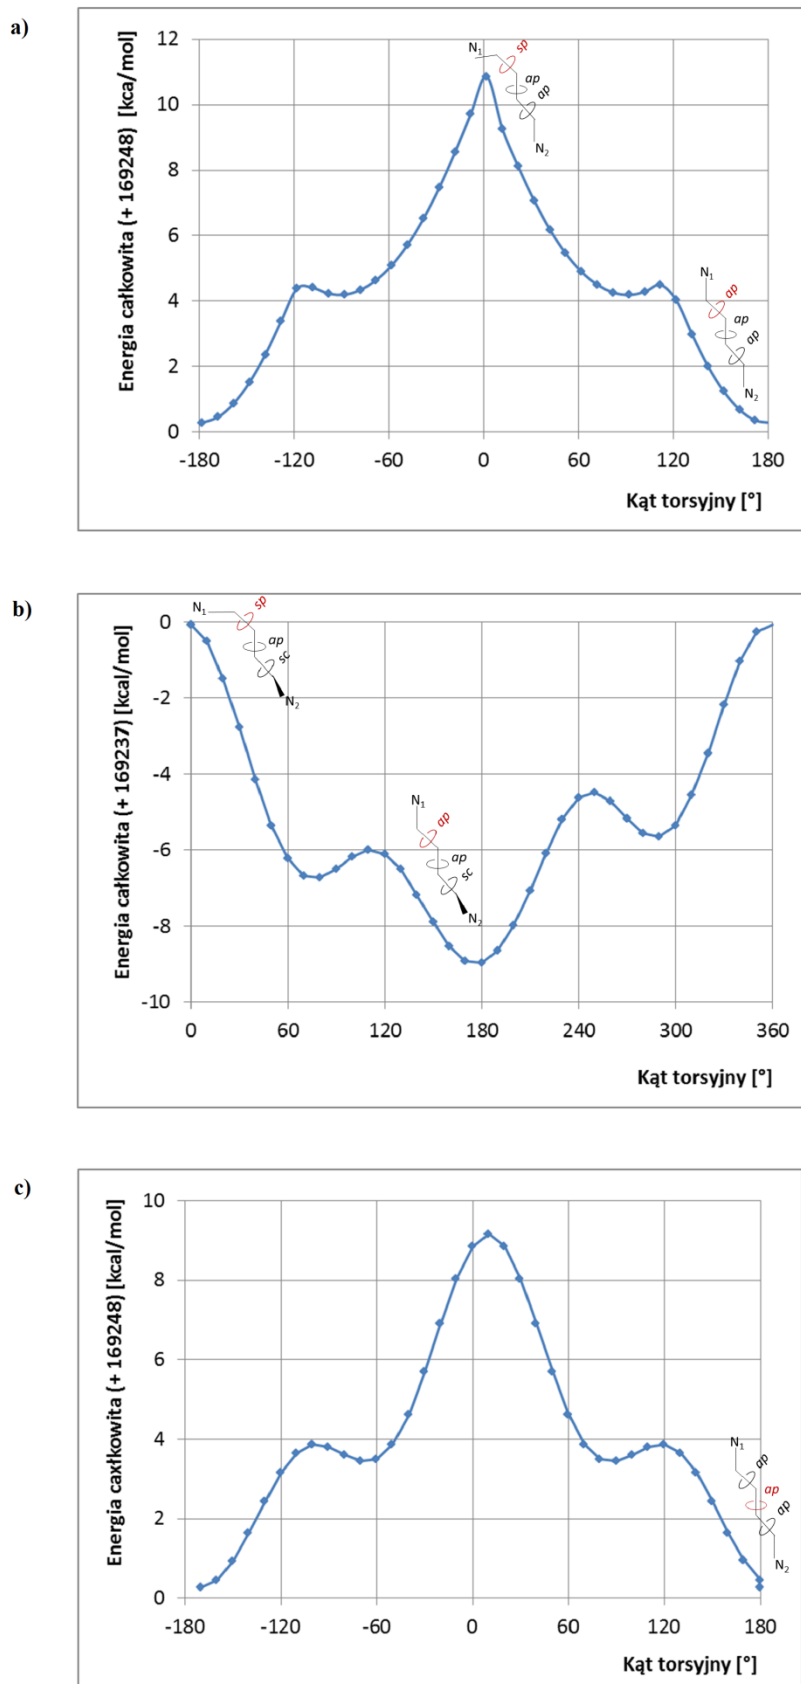 a)
Energia całkowita (+ 169248) [kca/mol]
12
10
8
6
4
2
0
-180 -120 -60 0 60 120 180
Kąt torsyjny [°]
N1 sp
ap
ap
N2
N1
ap
ap
ap
N2
b)
Energia całkowita (+ 169237) [kcal/mol]
0
-2
-4
-6
-8
-10
0 60 120 180 240 300 360
Kąt torsyjny [°]
N1 sp
ap
sc
N2
N1
ap
ap
sc
N2
c)
Energia caxłkowita (+ 169248) [kcal/mol]
10
8
6
4
2
0
-180 -120 -60 0 60 120 180
Kąt torsyjny [°]
N1
ap
ap
ap
N2